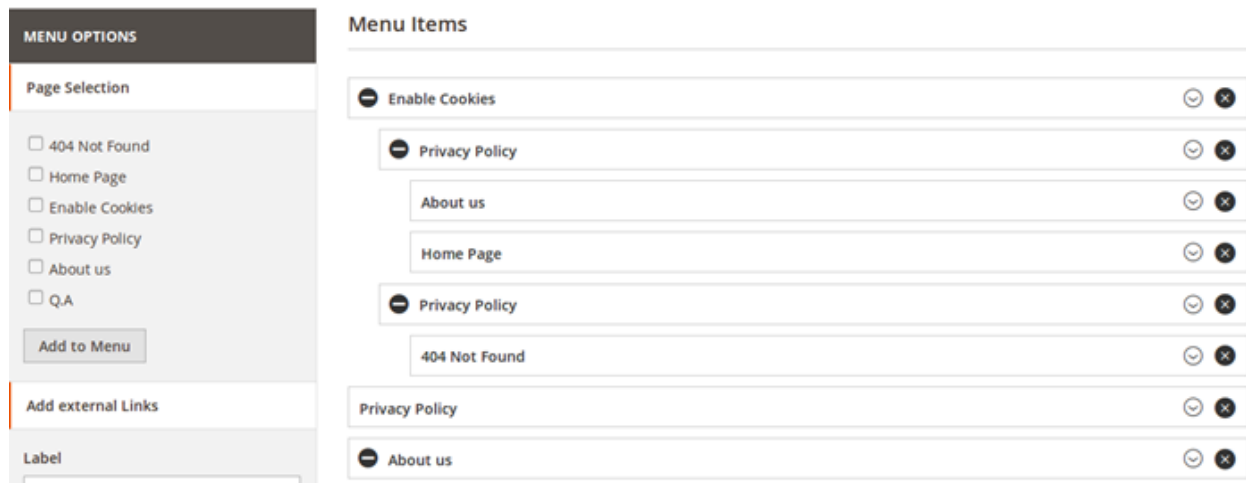 MENU OPTIONS
Page Selection
404 Not Found
Home Page
Enable Cookies
Privacy Policy
About us
Q.A
Add to Menu
Add external Links
Label
Menu Items
Enable Cookies
Privacy Policy
About us
Home Page
Privacy Policy
404 Not Found
Privacy Policy
About us